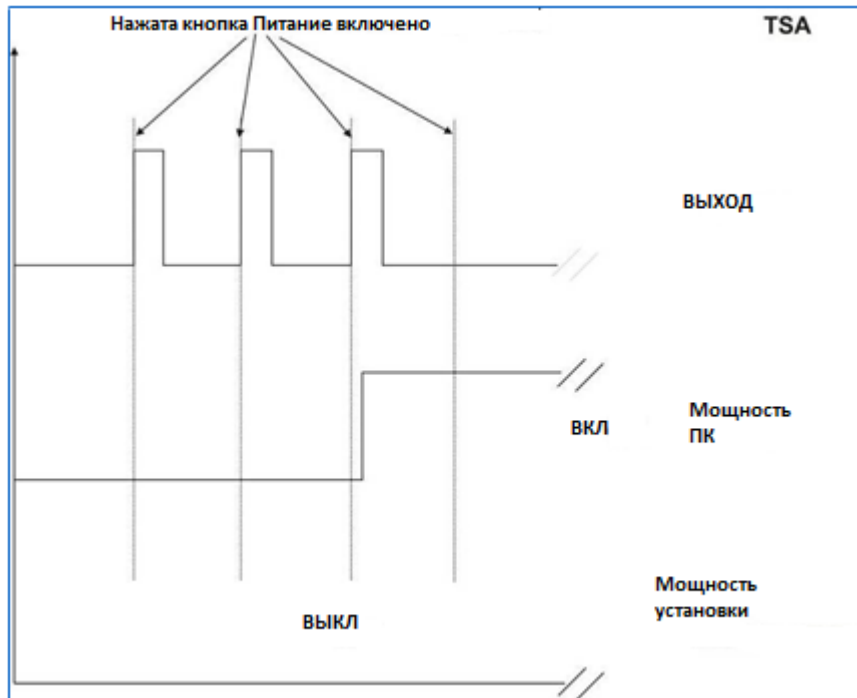 Нажата кнопка Питание включено
TSA
ВЫХОД
ВКЛ
Мощность
ПК
Мощность
установки
ВЫКЛ